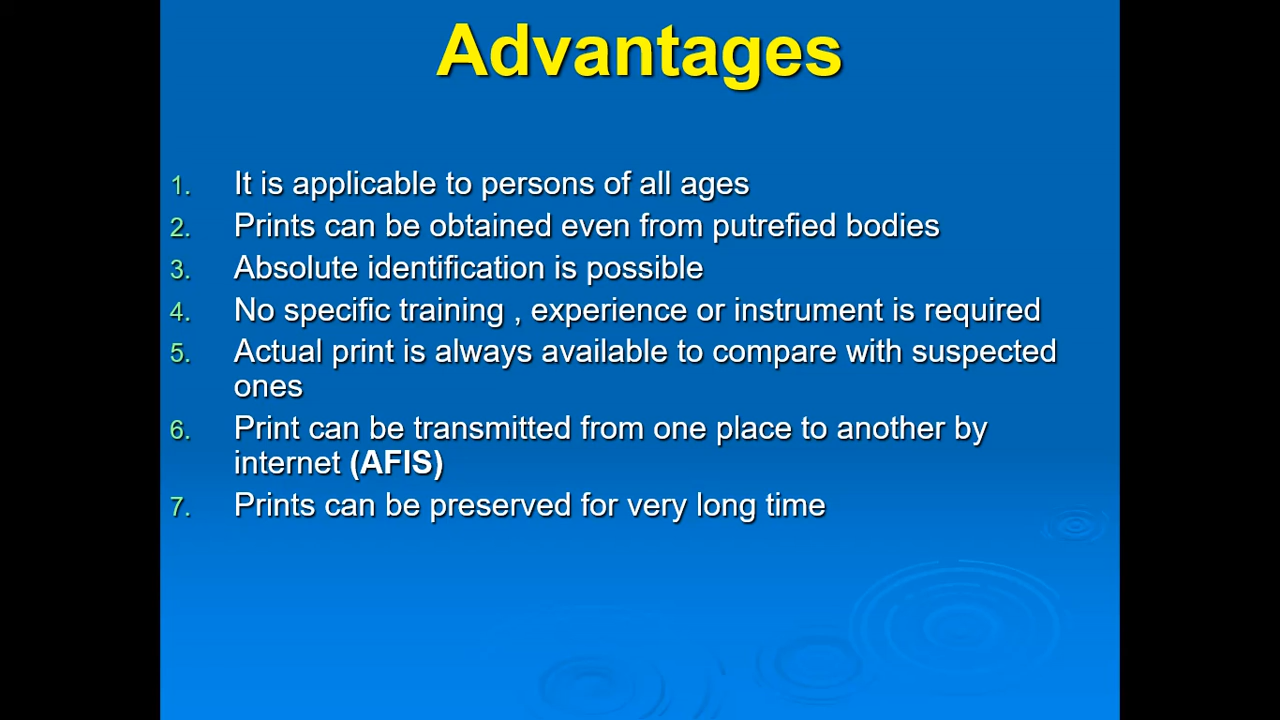 Advantages
1. It is applicable to persons of all ages
2. Prints can be obtained even from putrefied bodies
3. Absolute identification is possible
4. No specific training , experience or instrument is required
5. Actual print is always available to compare with suspected
ones
6. Print can be transmitted from one place to another by
internet (AFIS)
7. Prints can be preserved for very long time